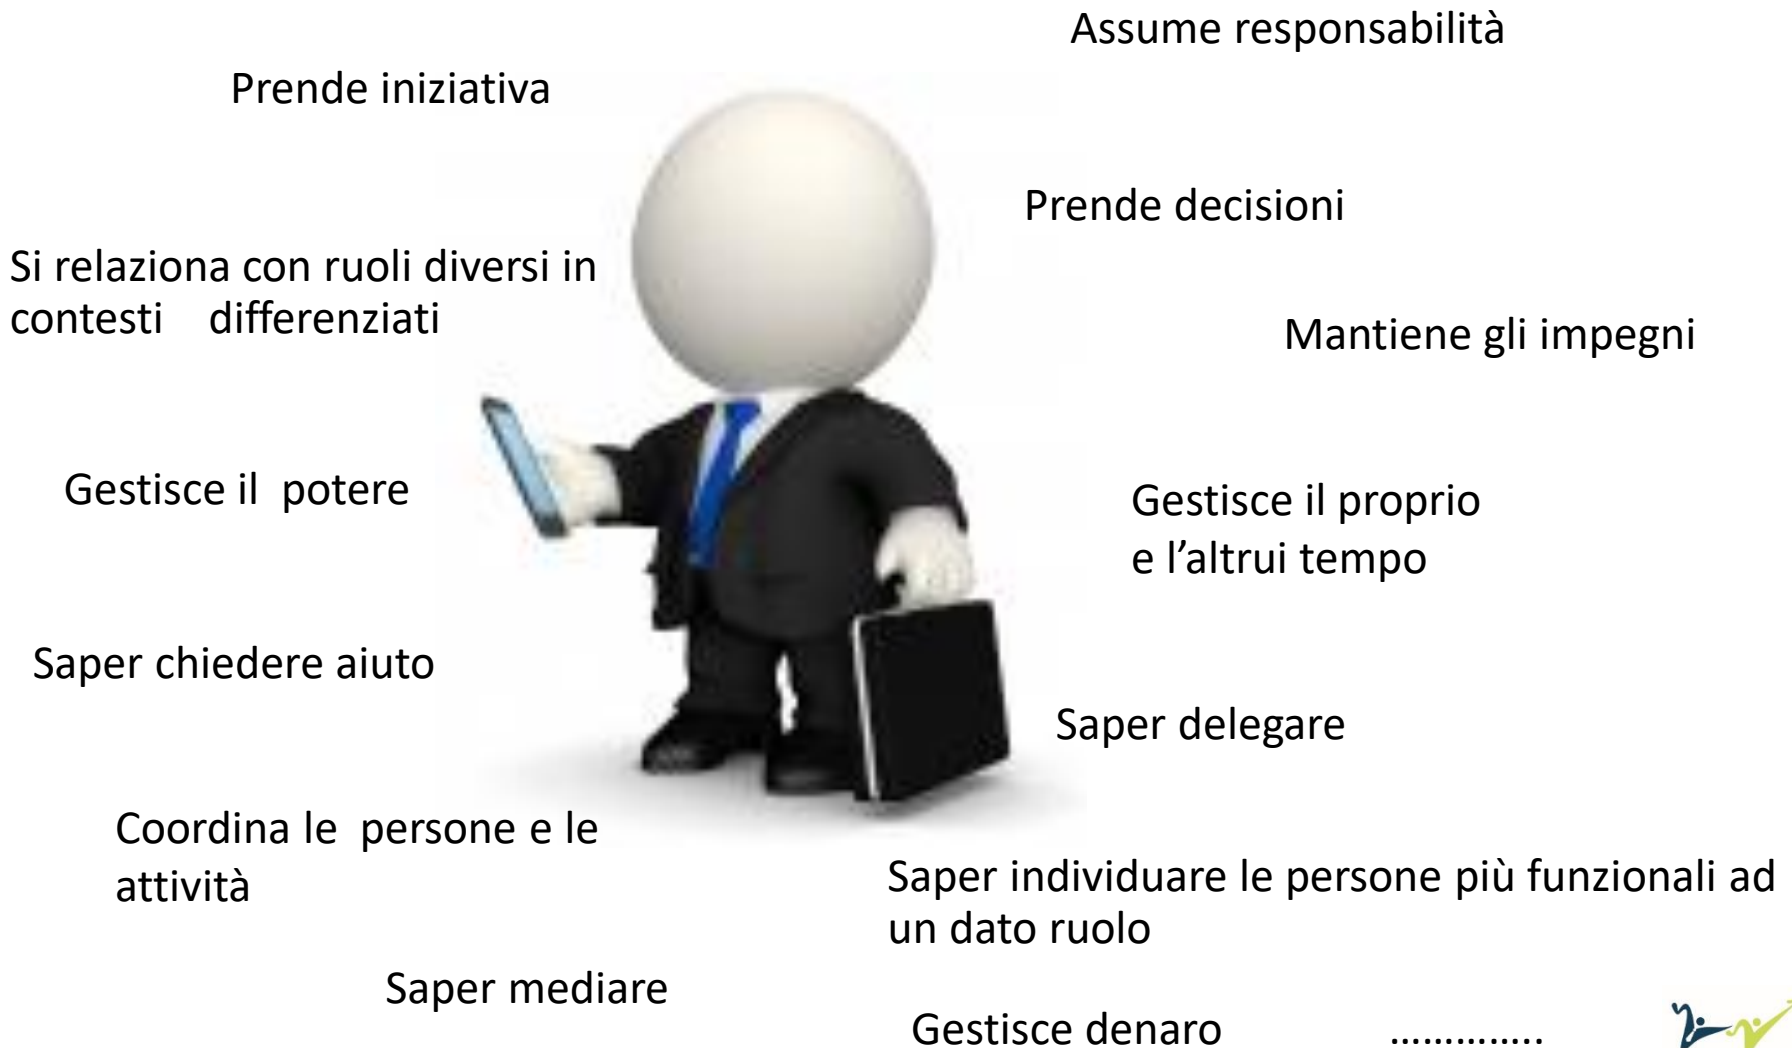 Assume responsabilità
Prende iniziativa
Prende decisioni
Si relaziona con ruoli diversi in
contesti    differenziati
Mantiene gli impegni
Gestisce il  potere
Gestisce il proprio
e l’altrui tempo
Saper chiedere aiuto
Saper delegare
Coordina le  persone e le
attività
Saper individuare le persone più funzionali ad
un dato ruolo
Saper mediare
Gestisce denaro
…………..